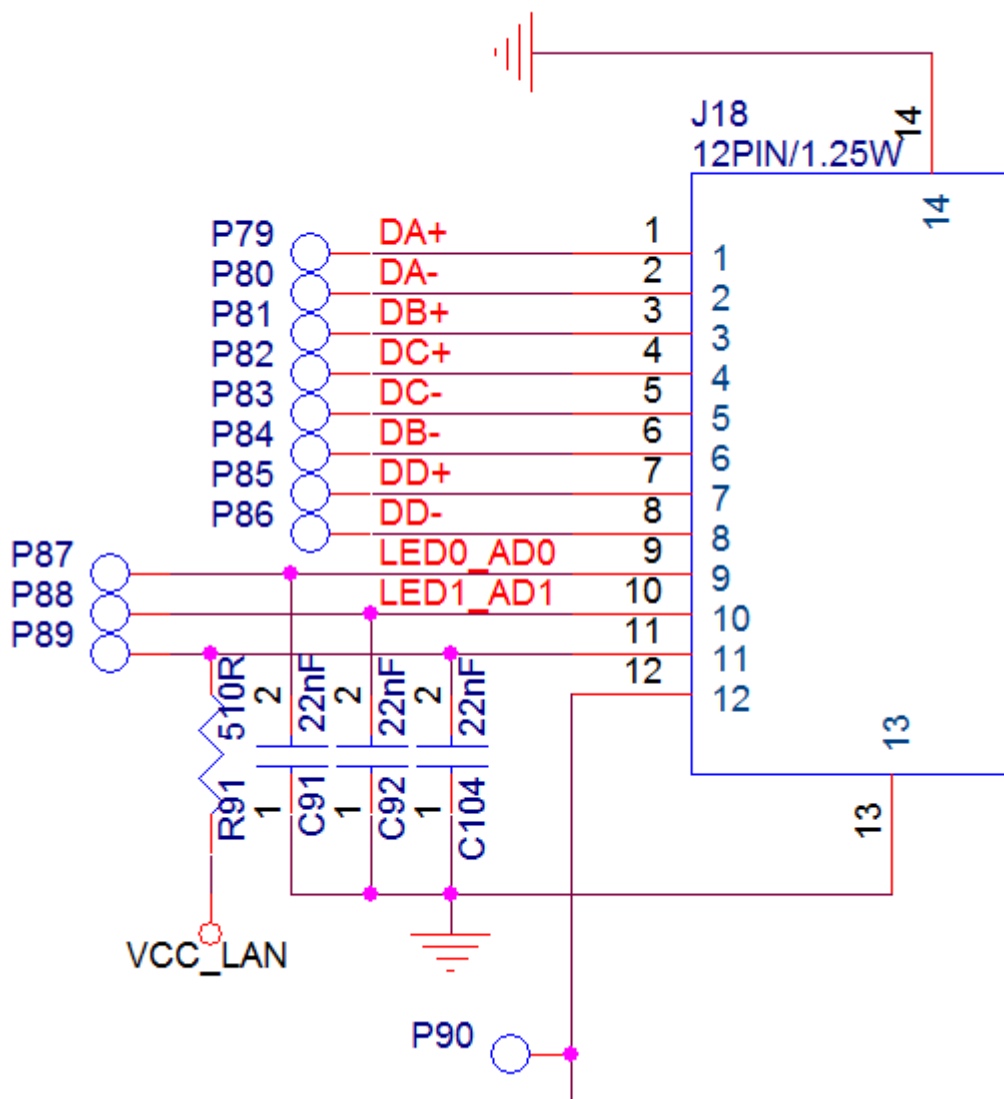 J18
12PIN/1.25W
14
14
P79 DA+ 1 1
P80 DA- 2 2
P81 DB+ 3 3
P82 DC+ 4 4
P83 DC- 5 5
P84 DB- 6 6
P85 DD+ 7 7
P86 DD- 8 8
P87 LED0_AD0 9 9
P88 LED1_AD1 10 10
P89 11 11
12 12
R91 510R
1 2
C91 22nF
1 2
C92 22nF
1 2
C104 22nF
13
13
VCC_LAN
P90